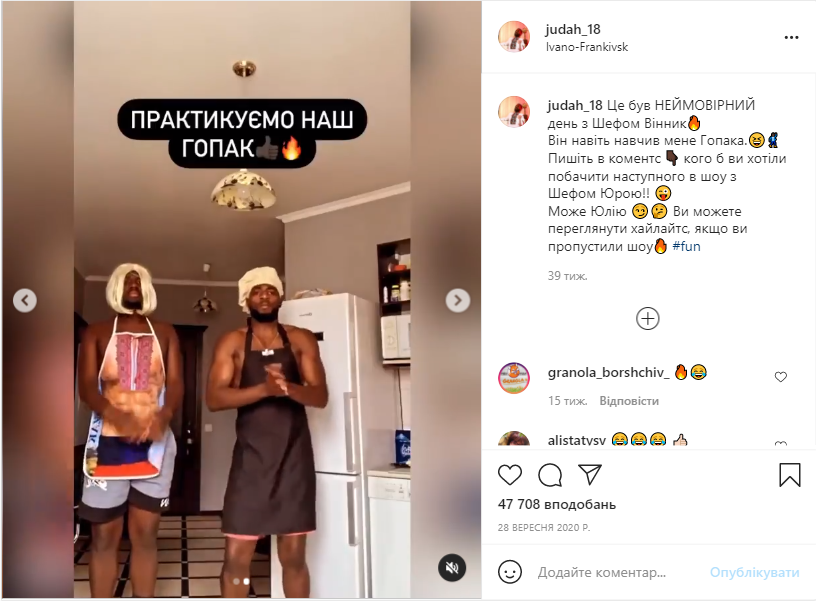 ПРАКТИКУЄМО НАШ
ГОПАК👍🏿🔥
judah_18
Ivano-Frankivsk
judah_18 Це був НЕЙМОВІРНИЙ
день з Шефом Вінник🔥
Він навіть навчив мене Гопака.😆🕺🏿
Пишіть в коментс 👇🏿 кого б ви хотіли
побачити наступного в шоу з
Шефом Юрою!! 😜
Може Юлію 😏🤔 Ви можете
переглянути хайлайтс, якщо ви
пропустили шоу🔥 #fun
39 тиж.
granola_borshchiv_ 🔥😂
15 тиж. Відповісти
alistatysy 😂😂😂👍🏻
47 708 вподобань
28 ВЕРЕСНЯ 2020 Р.
Додайте коментар... Опублікувати